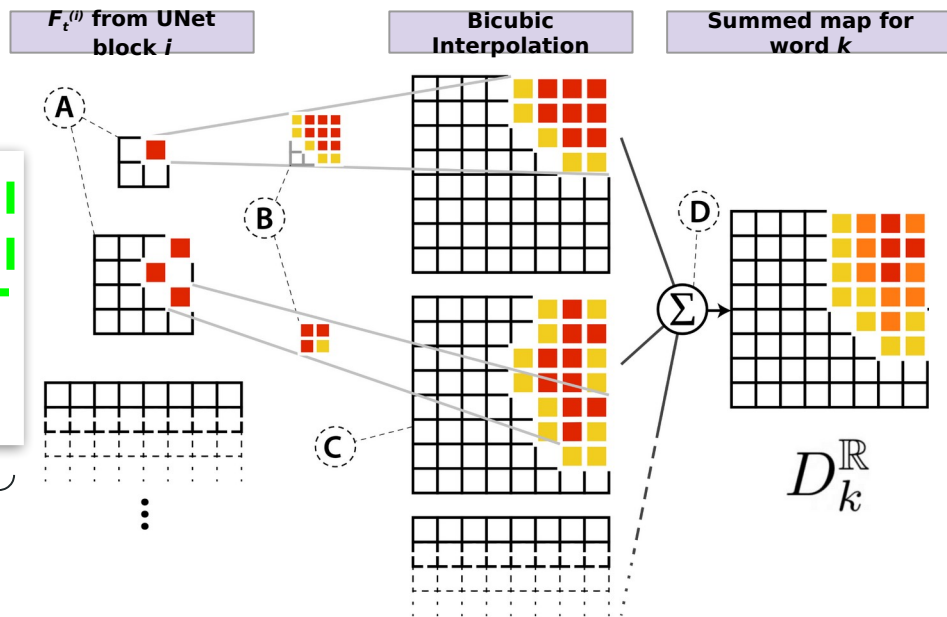 F_t^(i) from UNet
block i
Bicubic
Interpolation
Summed map for
word k
A
B
C
D
Σ
D_k^ℝ